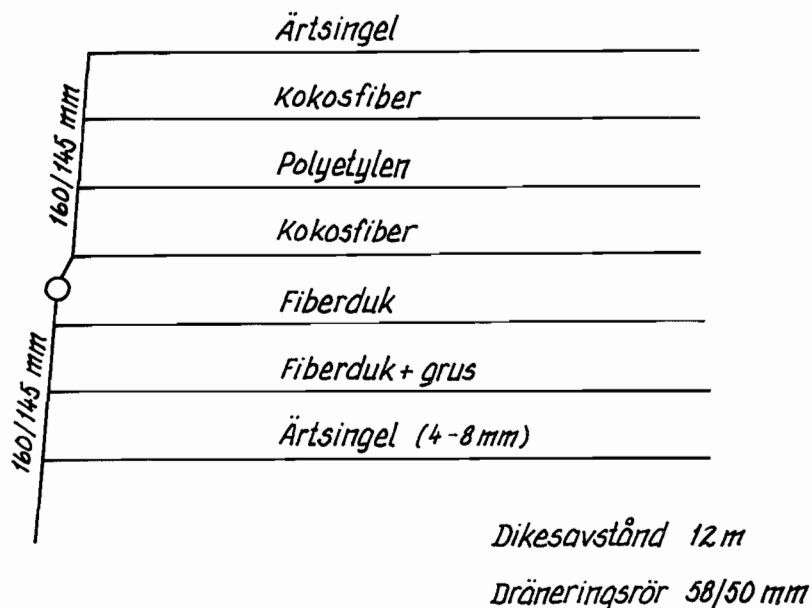 Ärtsingel
160/145 mm
Kokosfiber
Polyetylen
Kokosfiber
Fiberduk
160/145 mm
Fiberduk + grus
Ärtsingel (4-8 mm)
Dikesavstånd 12 m
Dräneringsrör 58/50 mm